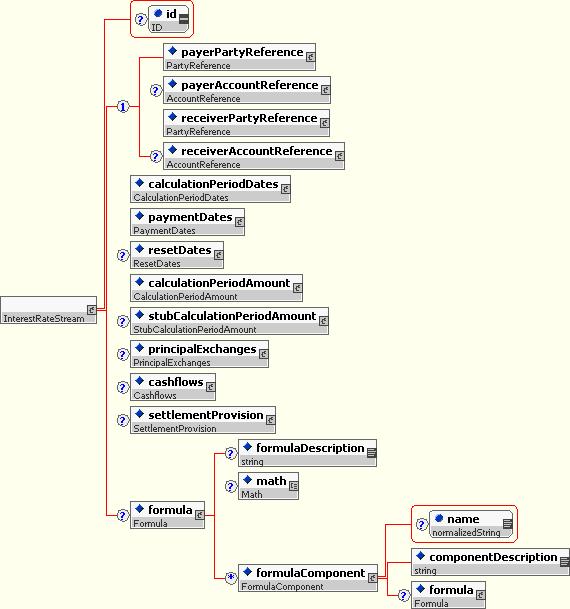 ? id
ID
payerPartyReference
PartyReference
? payerAccountReference
AccountReference
1
receiverPartyReference
PartyReference
? receiverAccountReference
AccountReference
calculationPeriodDates
CalculationPeriodDates
paymentDates
PaymentDates
? resetDates
ResetDates
calculationPeriodAmount
CalculationPeriodAmount
InterestRateStream
? stubCalculationPeriodAmount
StubCalculationPeriodAmount
? principalExchanges
PrincipalExchanges
? cashflows
Cashflows
? settlementProvision
SettlementProvision
? formula
Formula
? formulaDescription
string
? math
Math
* formulaComponent
FormulaComponent
? name
normalizedString
componentDescription
string
? formula
Formula